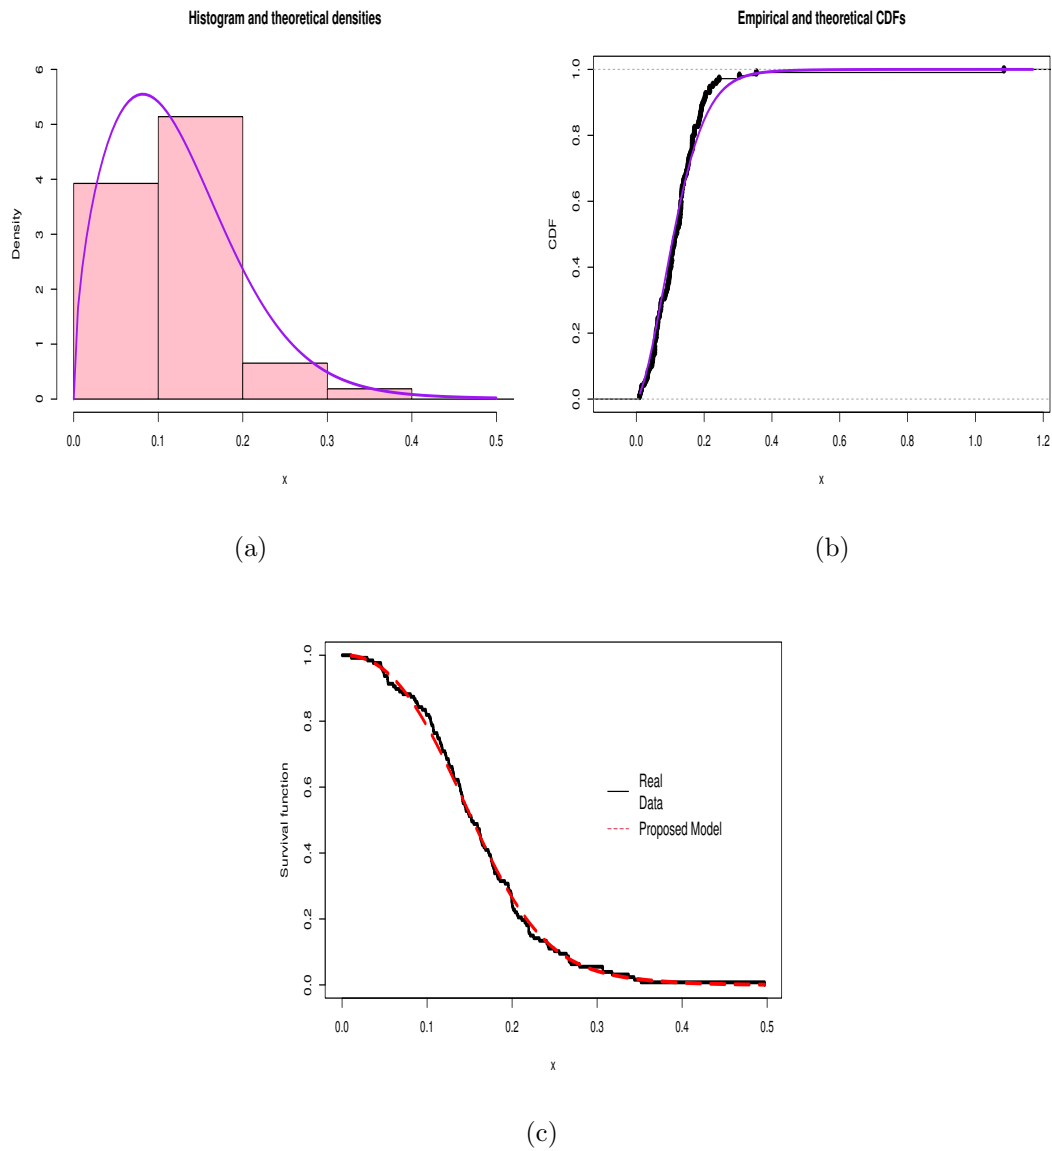 Histogram and theoretical densities
Density
0 1 2 3 4 5 6
0.0 0.1 0.2 0.3 0.4 0.5
x
(a)
Empirical and theoretical CDFs
CDF
0.0 0.2 0.4 0.6 0.8 1.0
0.0 0.2 0.4 0.6 0.8 1.0 1.2
x
(b)
Survival function
0.0 0.2 0.4 0.6 0.8 1.0
Real
Data
Proposed Model
0.0 0.1 0.2 0.3 0.4 0.5
x
(c)